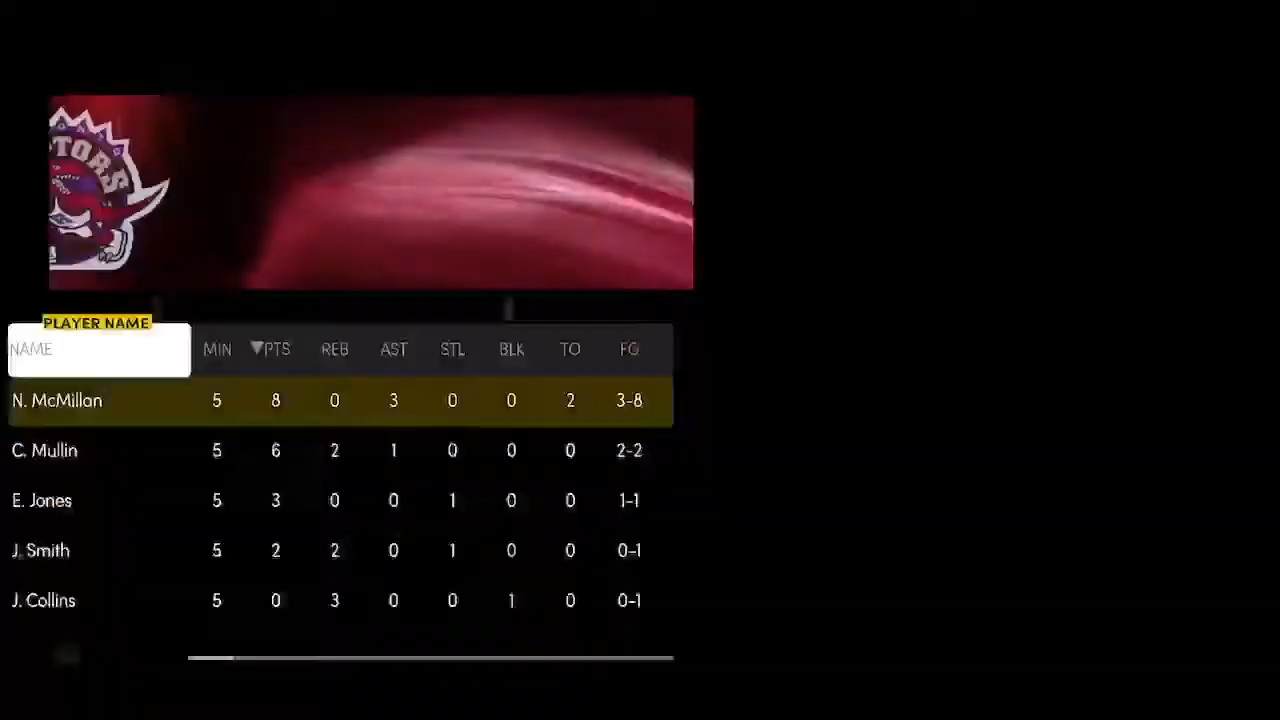 PLAYER NAME
NAME MIN ▼PTS REB AST STL BLK TO FG
N. McMillan 5 8 0 3 0 0 2 3-8
C. Mullin 5 6 2 1 0 0 0 2-2
E. Jones 5 3 0 0 1 0 0 1-1
J. Smith 5 2 2 0 1 0 0 0-1
J. Collins 5 0 3 0 0 1 0 0-1